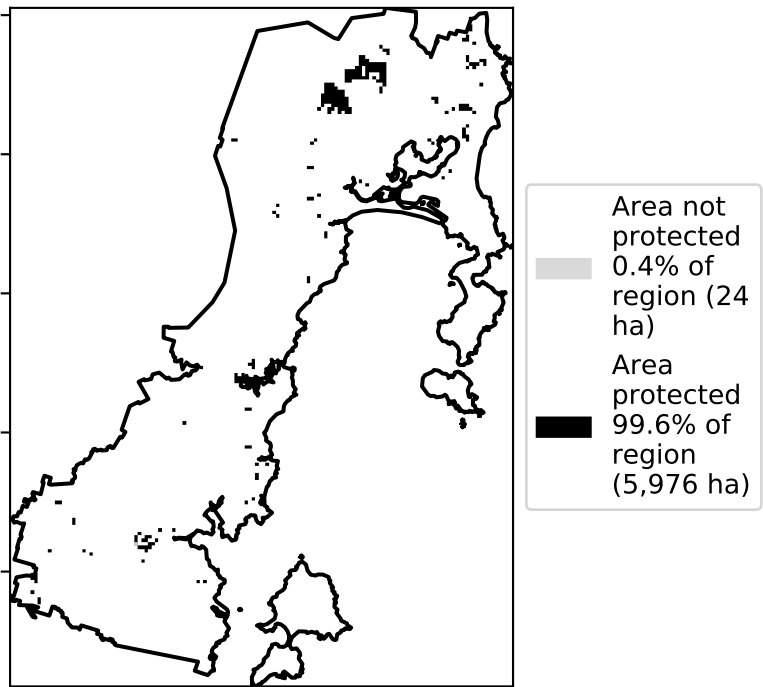 Area not
protected
0.4% of
region (24
ha)
Area
protected
99.6% of
region
(5,976 ha)